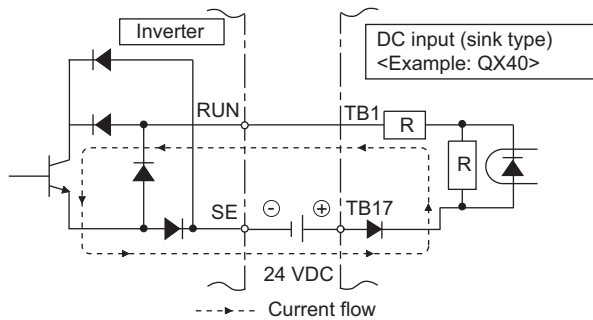 Inverter
DC input (sink type)
<Example: QX40>
RUN
TB1
R
R
SE
⊖
⊕
TB17
24 VDC
Current flow